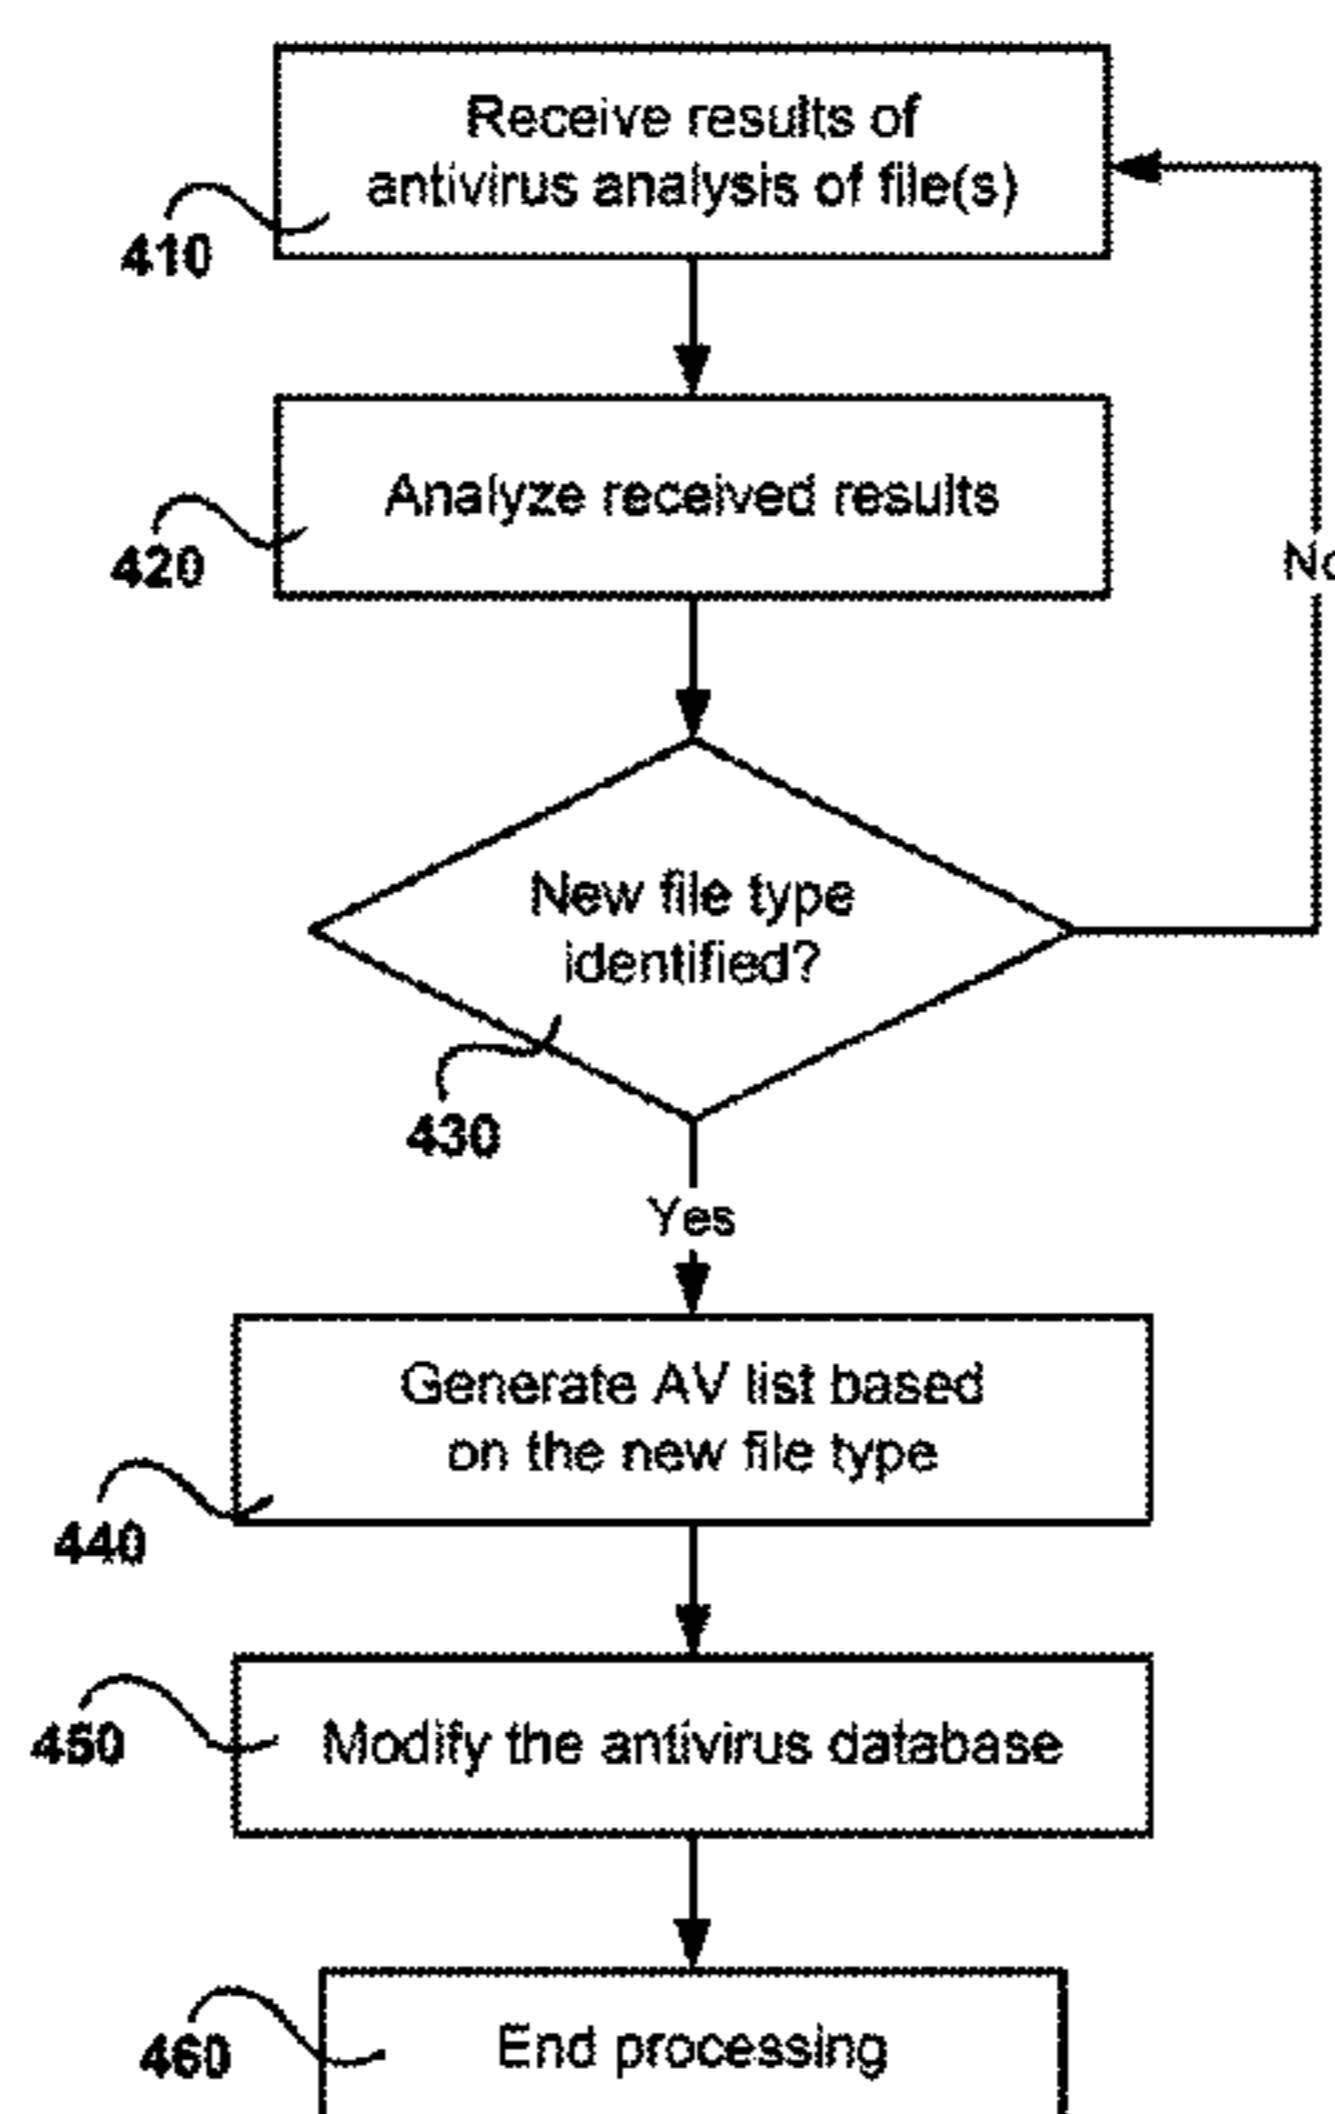 Receive results of
antivirus analysis of file(s)
410
Analyze received results
420
No
New file type
identified?
430
Yes
Generate AV list based
on the new file type
440
Modify the antivirus database
450
End processing
460